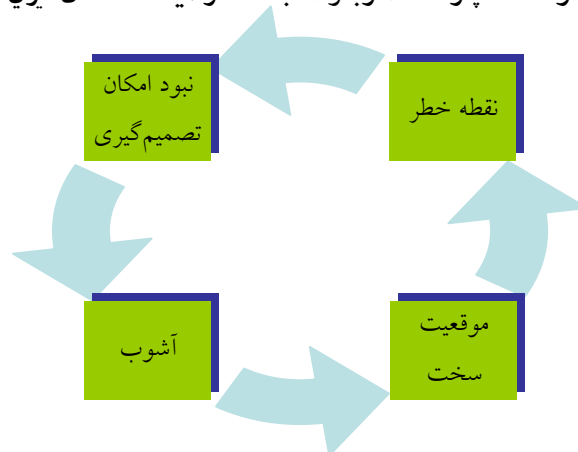 نقطه خطر
نبود امکان
تصمیم‌گیری
آشوب
موقعیت
سخت